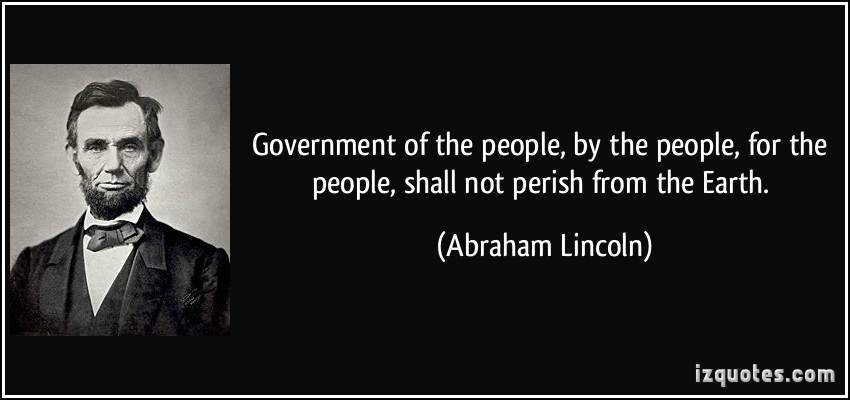 Government of the people, by the people, for the
people, shall not perish from the Earth.
(Abraham Lincoln)
izquotes.com